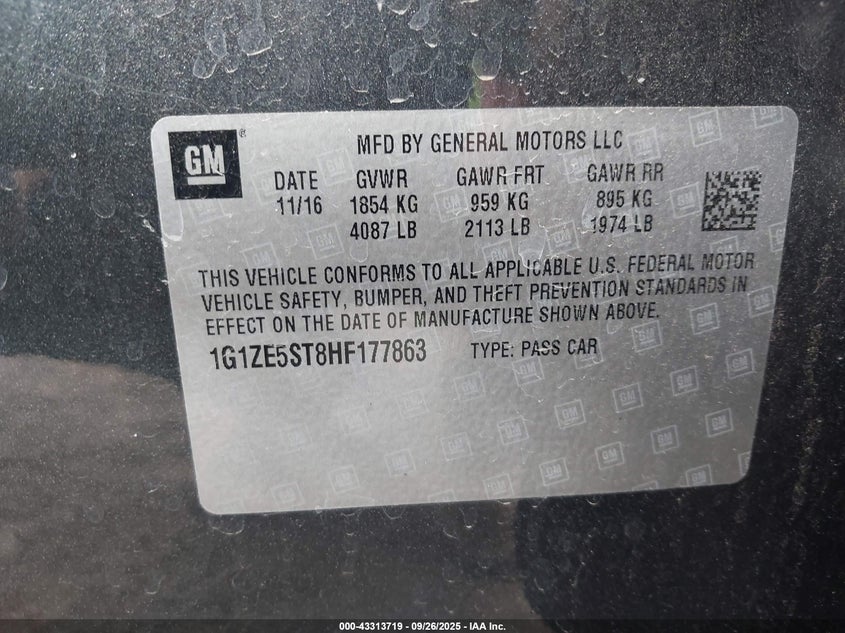 GM ®
MFD BY GENERAL MOTORS LLC
DATE GVWR GAWR FRT GAWR RR
11/16 1854 KG 959 KG 895 KG
4087 LB 2113 LB 1974 LB
THIS VEHICLE CONFORMS TO ALL APPLICABLE U.S. FEDERAL MOTOR
VEHICLE SAFETY, BUMPER, AND THEFT PREVENTION STANDARDS IN
EFFECT ON THE DATE OF MANUFACTURE SHOWN ABOVE.
1G1ZE5ST8HF177863 TYPE: PASS CAR
000-43313719 - 09/26/2025 - IAA Inc.